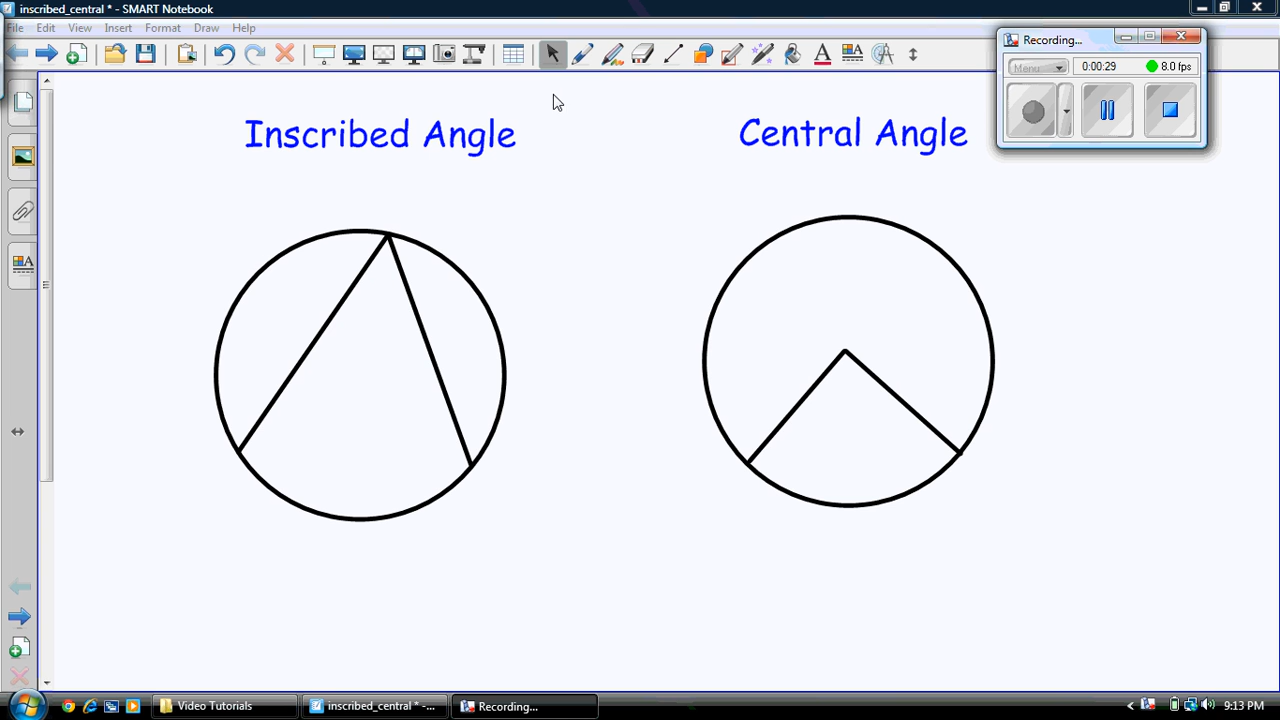 inscribed_central * - SMART Notebook
File Edit View Insert Format Draw Help
Recording...
Menu 0:00:29 8.0 fps
Inscribed Angle
Central Angle
Video Tutorials
inscribed_central * -...
Recording...
9:13 PM